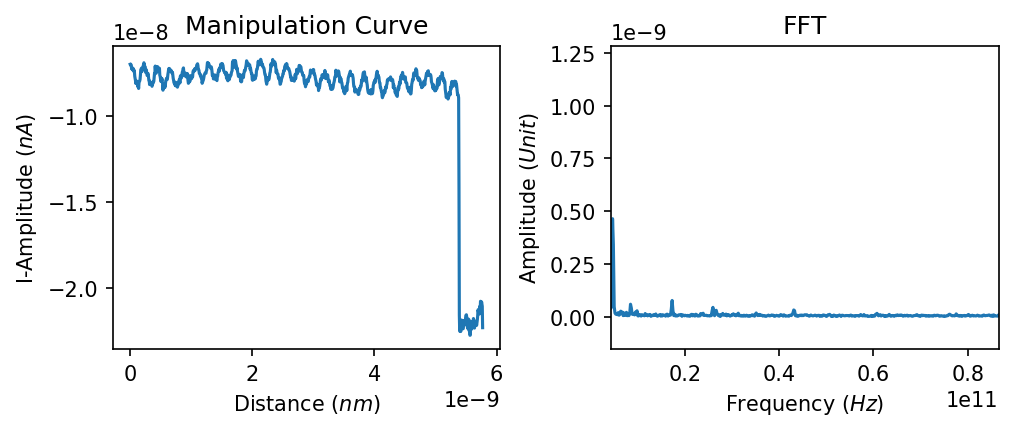 Manipulation Curve
1e−8
I-Amplitude (nA)
−1.0
−1.5
−2.0
0 2 4 6
Distance (nm)
1e−9
FFT
1e−9
Amplitude (Unit)
1.25
1.00
0.75
0.50
0.25
0.00
0.2 0.4 0.6 0.8
Frequency (Hz)
1e11